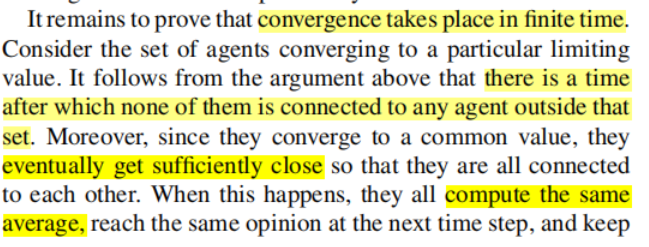 It remains to prove that convergence takes place in finite time.
Consider the set of agents converging to a particular limiting
value. It follows from the argument above that there is a time
after which none of them is connected to any agent outside that
set. Moreover, since they converge to a common value, they
eventually get sufficiently close so that they are all connected
to each other. When this happens, they all compute the same
average, reach the same opinion at the next time step, and keep